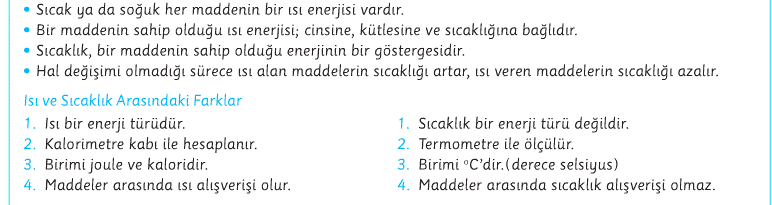 • Sıcak ya da soğuk her maddenin bir ısı enerjisi vardır.
• Bir maddenin sahip olduğu ısı enerjisi; cinsine, kütlesine ve sıcaklığına bağlıdır.
• Sıcaklık, bir maddenin sahip olduğu enerjinin bir göstergesidir.
• Hal değişimi olmadığı sürece ısı alan maddelerin sıcaklığı artar, ısı veren maddelerin sıcaklığı azalır.
Isı ve Sıcaklık Arasındaki Farklar
1. Isı bir enerji türüdür.
2. Kalorimetre kabı ile hesaplanır.
3. Birimi joule ve kaloridir.
4. Maddeler arasında ısı alışverişi olur.
1. Sıcaklık bir enerji türü değildir.
2. Termometre ile ölçülür.
3. Birimi °C'dir.(derece selsiyus)
4. Maddeler arasında sıcaklık alışverişi olmaz.